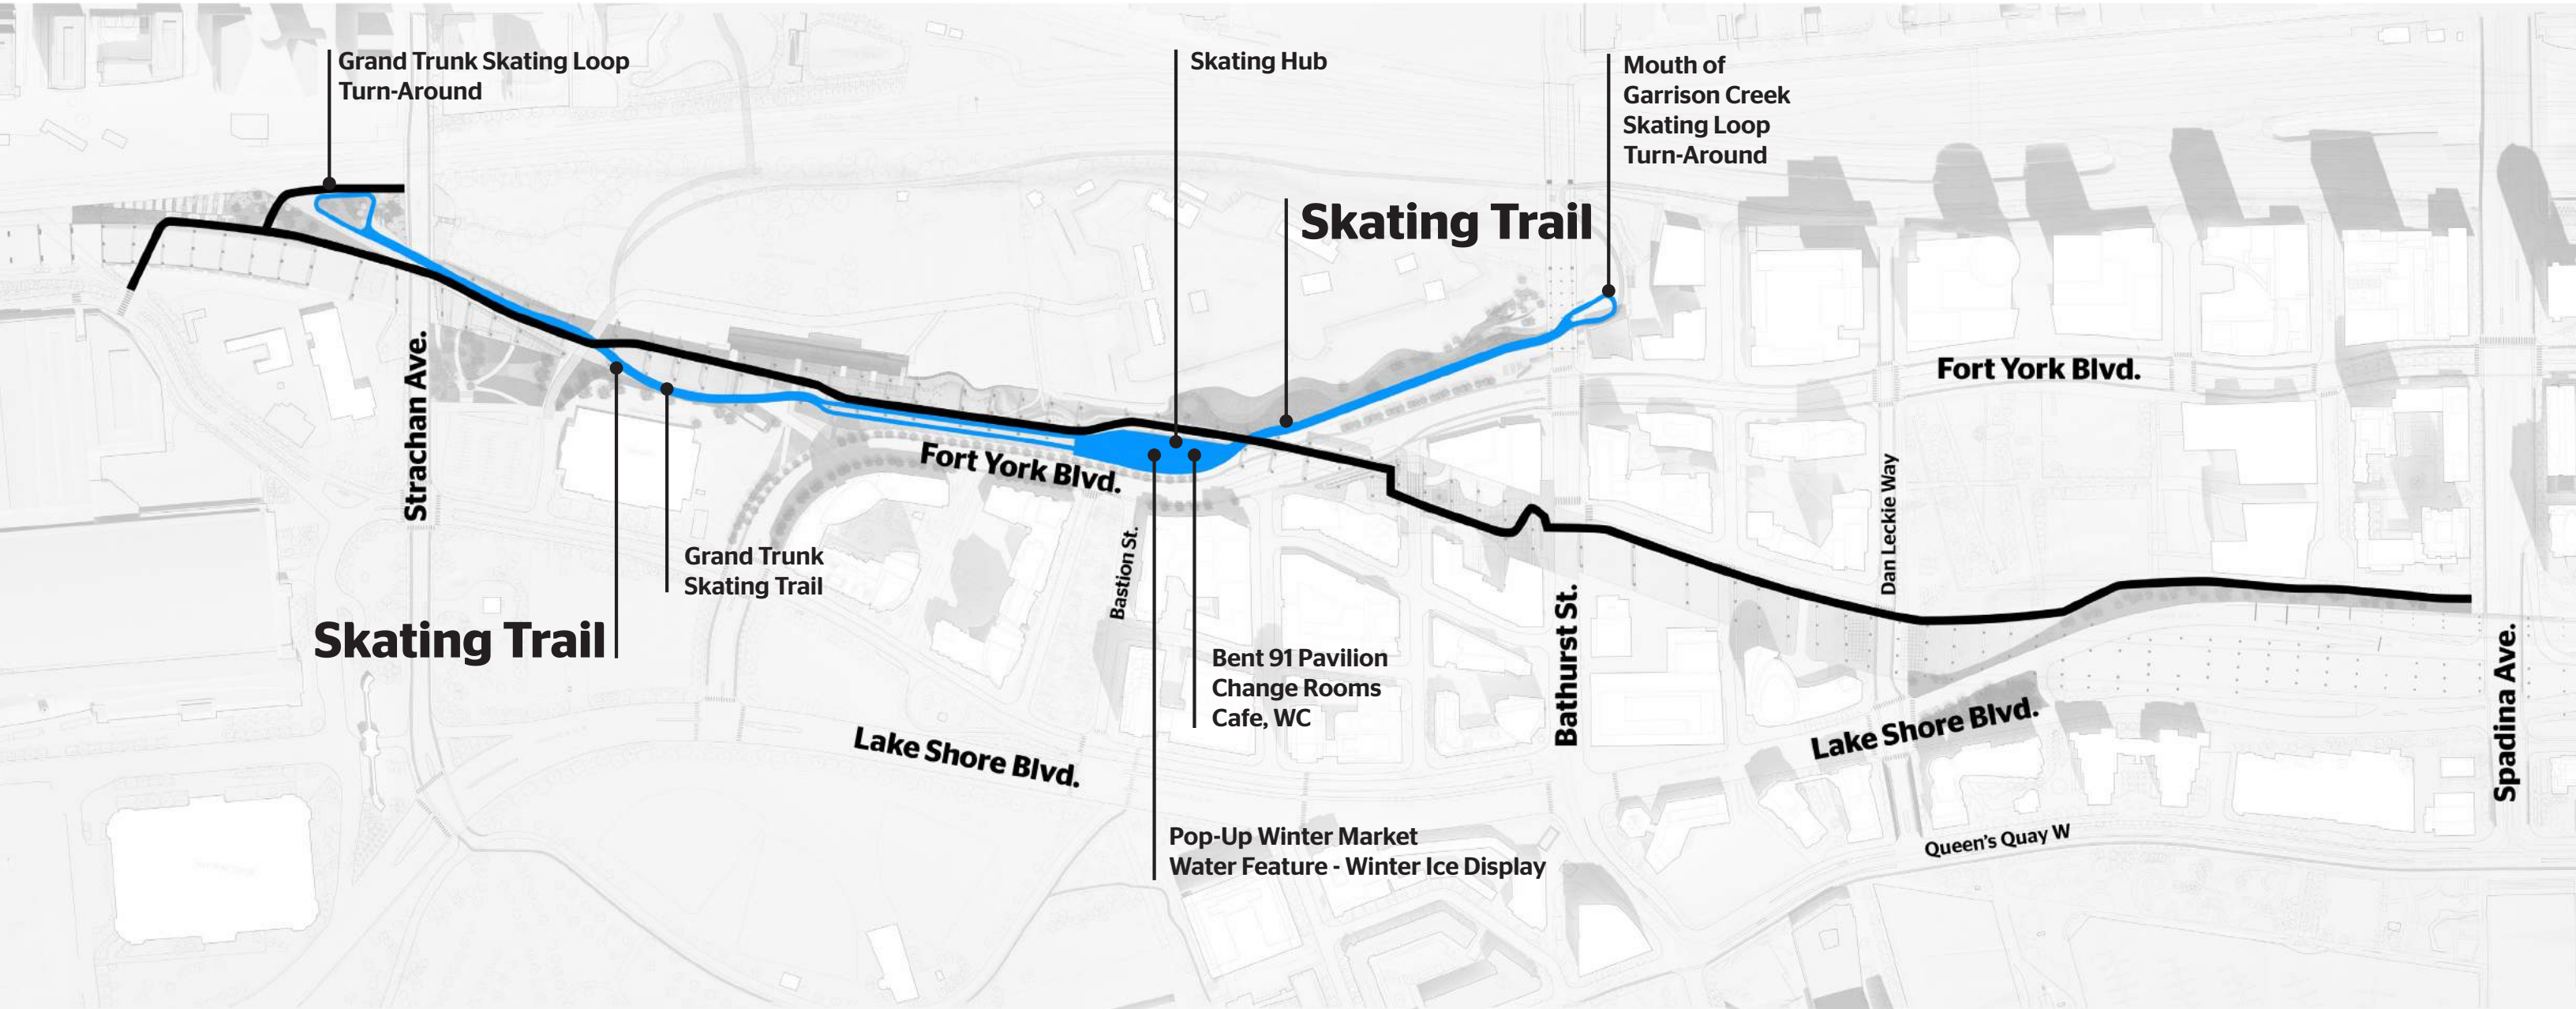 Grand Trunk Skating Loop
Turn-Around
Skating Hub
Mouth of
Garrison Creek
Skating Loop
Turn-Around
Skating Trail
Strachan Ave.
Fort York Blvd.
Fort York Blvd.
Dan Leckie Way
Grand Trunk
Skating Trail
Bastion St.
Skating Trail
Bathurst St.
Bent 91 Pavilion
Change Rooms
Cafe, WC
Spadina Ave.
Lake Shore Blvd.
Lake Shore Blvd.
Pop-Up Winter Market
Water Feature - Winter Ice Display
Queen's Quay W